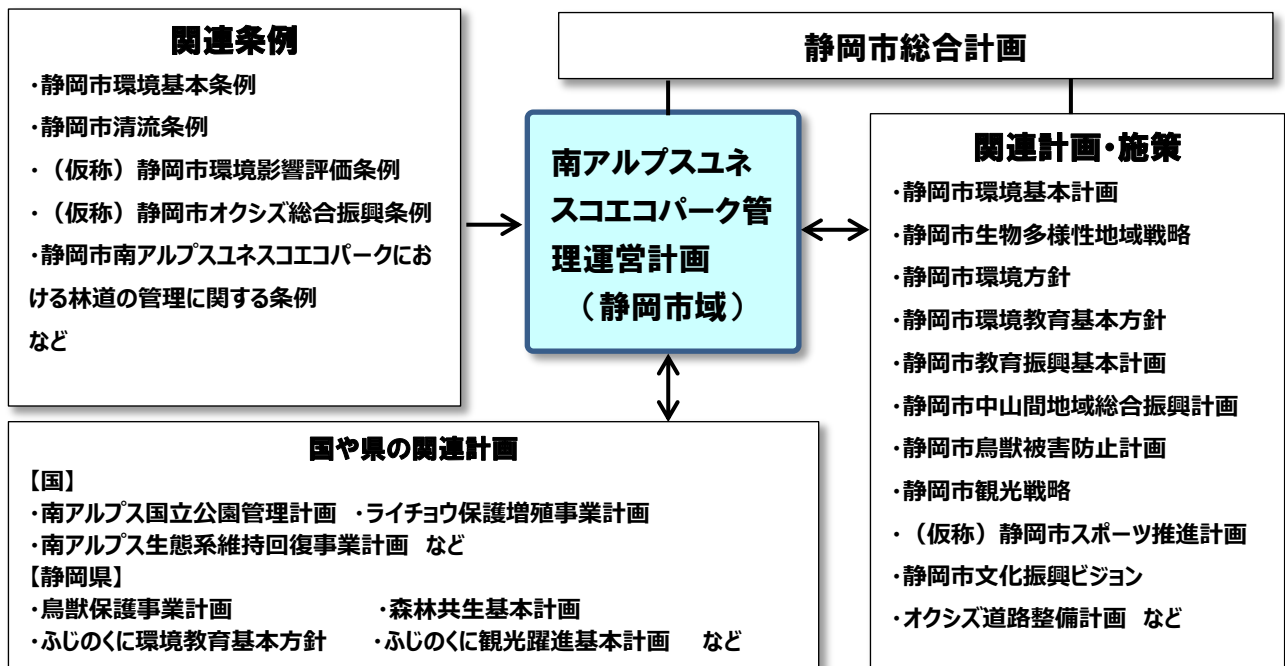 関連条例
・静岡市環境基本条例
・静岡市清流条例
・（仮称）静岡市環境影響評価条例
・（仮称）静岡市オクシズ総合振興条例
・静岡市南アルプスユネスコエコパークにお
ける林道の管理に関する条例
など
静岡市総合計画
南アルプスユネ
スコエコパーク管
理運営計画
（静岡市域）
関連計画・施策
・静岡市環境基本計画
・静岡市生物多様性地域戦略
・静岡市環境方針
・静岡市環境教育基本方針
・静岡市教育振興基本計画
・静岡市中山間地域総合振興計画
・静岡市鳥獣被害防止計画
・静岡市観光戦略
・（仮称）静岡市スポーツ推進計画
・静岡市文化振興ビジョン
・オクシズ道路整備計画 など
国や県の関連計画
【国】
・南アルプス国立公園管理計画 ・ライチョウ保護増殖事業計画
・南アルプス生態系維持回復事業計画 など
【静岡県】
・鳥獣保護事業計画 ・森林共生基本計画
・ふじのくに環境教育基本方針 ・ふじのくに観光躍進基本計画 など